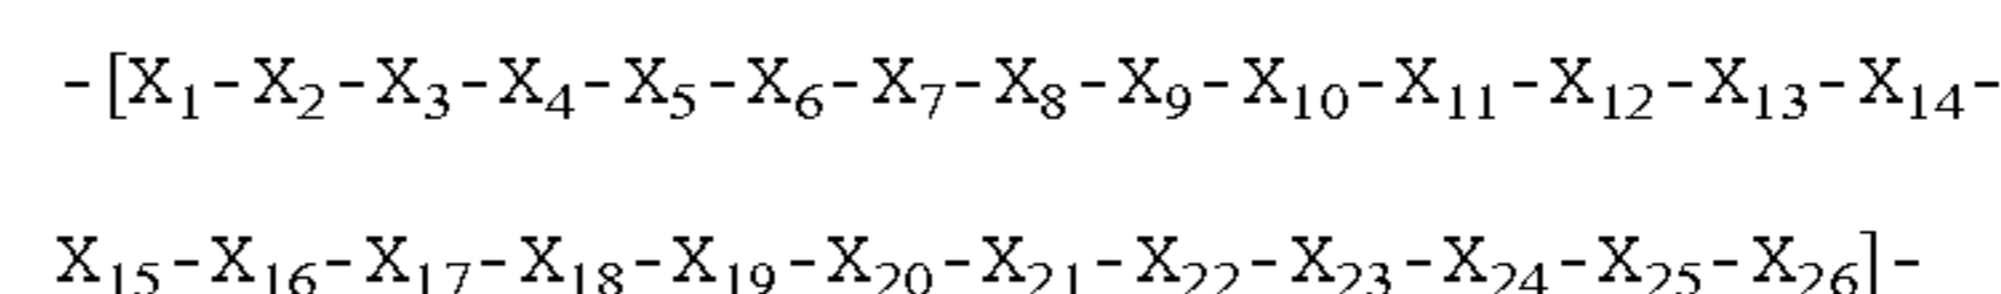 -[X₁-X₂-X₃-X₄-X₅-X₆-X₇-X₈-X₉-X₁₀-X₁₁-X₁₂-X₁₃-X₁₄-
X₁₅-X₁₆-X₁₇-X₁₈-X₁₉-X₂₀-X₂₁-X₂₂-X₂₃-X₂₄-X₂₅-X₂₆]-